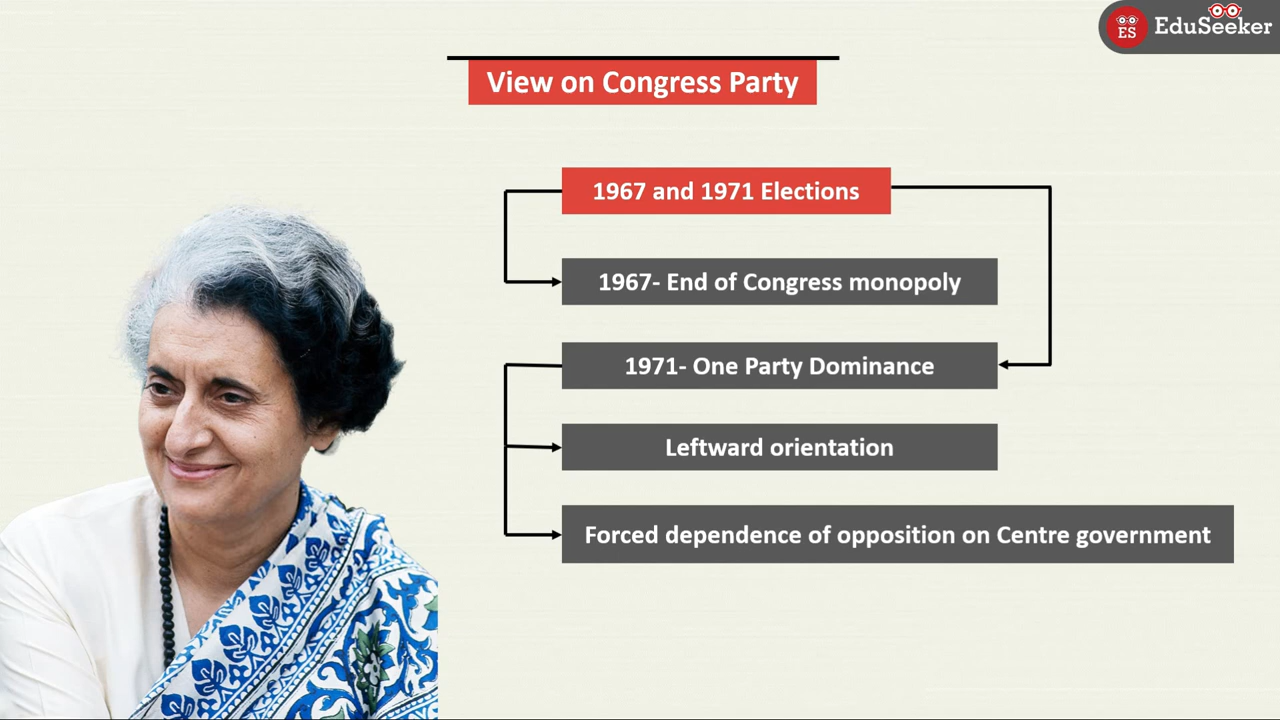 ES EduSeeker
View on Congress Party
1967 and 1971 Elections
1967- End of Congress monopoly
1971- One Party Dominance
Leftward orientation
Forced dependence of opposition on Centre government